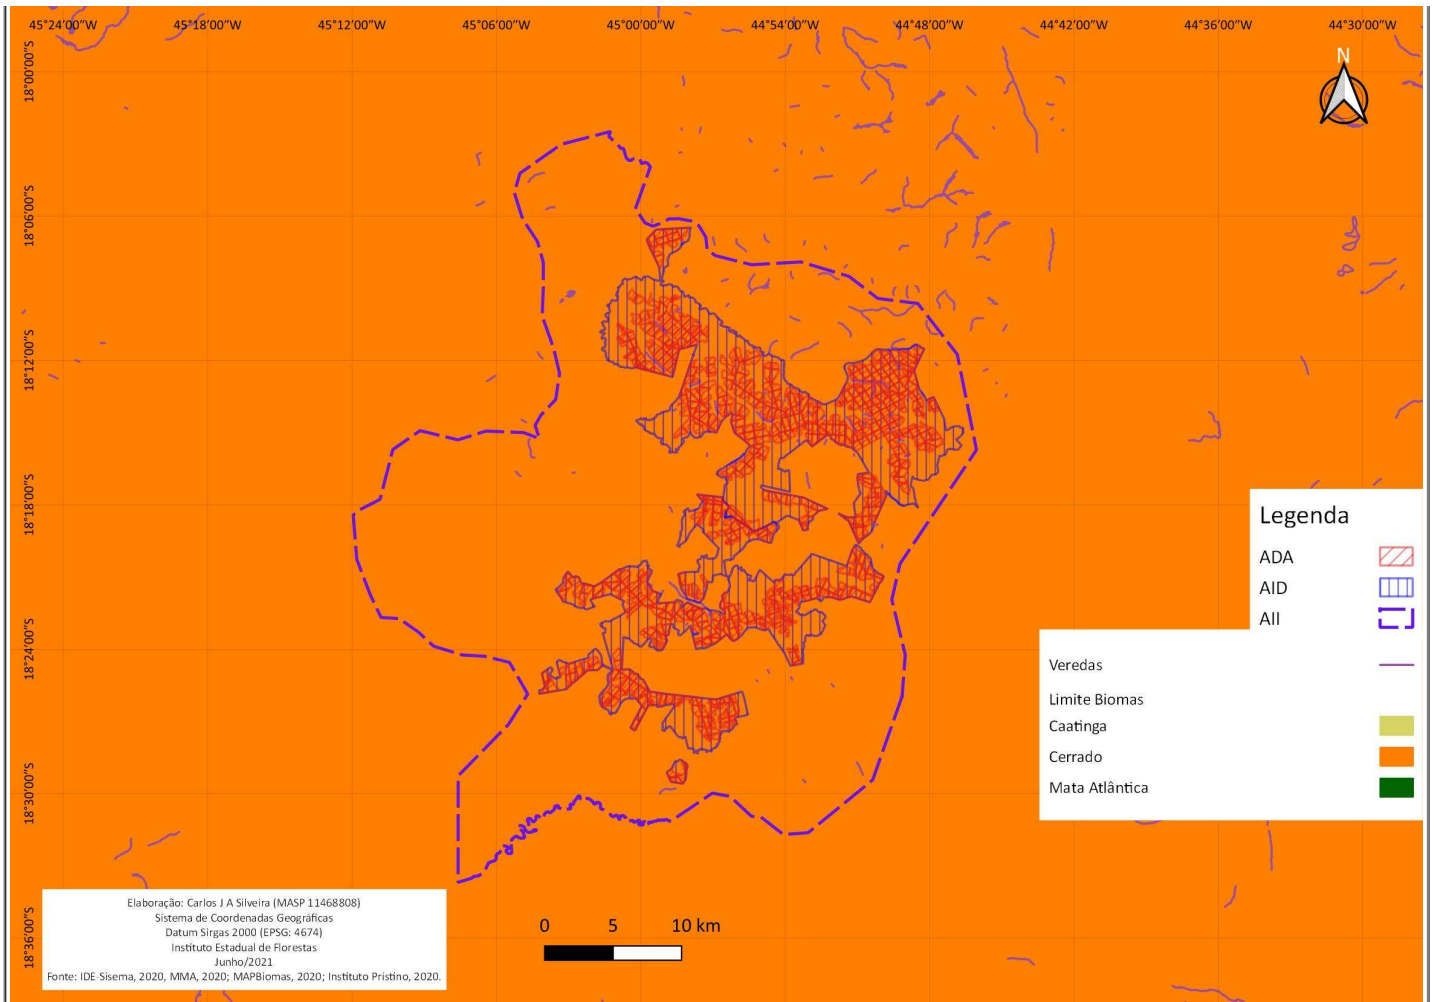 45°24'00"W 45°18'00"W 45°12'00"W 45°06'00"W 45°00'00"W 44°54'00"W 44°48'00"W 44°42'00"W 44°36'00"W 44°30'00"W
N
18°00'00"S
18°06'00"S
18°12'00"S
18°18'00"S
18°24'00"S
18°30'00"S
18°36'00"S
Legenda
ADA
AID
AII
Veredas
Limite Biomas
Caatinga
Cerrado
Mata Atlântica
Elaboração: Carlos J A Silveira (MASP 11468808)
Sistema de Coordenadas Geográficas
Datum Sirgas 2000 (EPSG: 4674)
Instituto Estadual de Florestas
Junho/2021
Fonte: IDE-Sisema, 2020, MMA, 2020; MAPBiomas, 2020; Instituto Pristino, 2020.
0 5 10 km